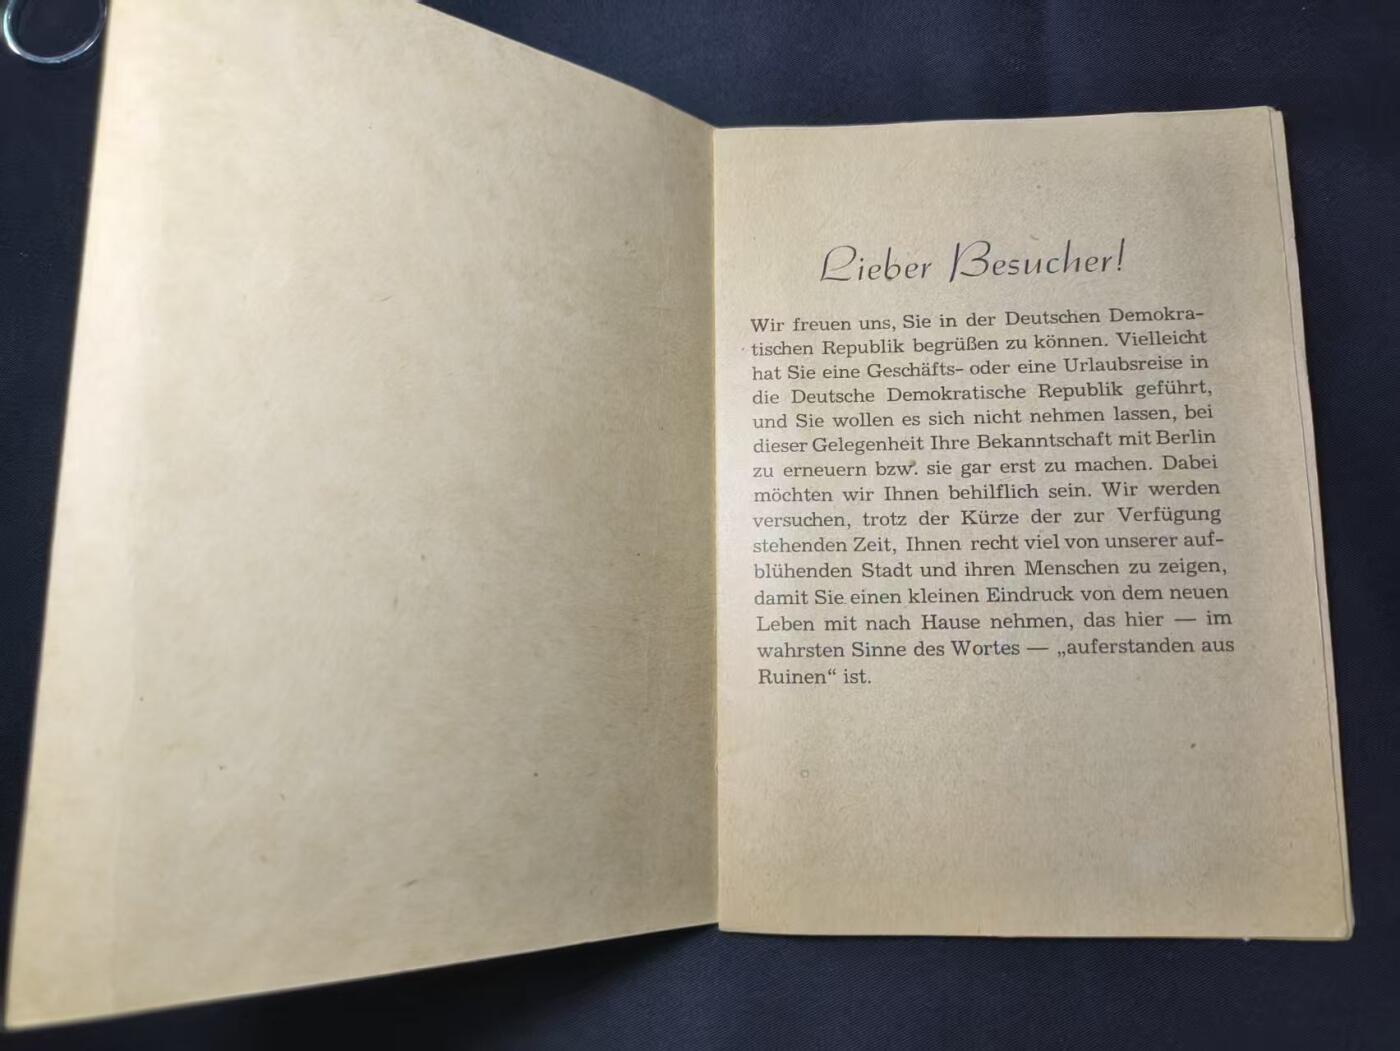 Lieber Besucher!
Wir freuen uns, Sie in der Deutschen Demokra-
tischen Republik begrüßen zu können. Vielleicht
hat Sie eine Geschäfts- oder eine Urlaubsreise in
die Deutsche Demokratische Republik geführt,
und Sie wollen es sich nicht nehmen lassen, bei
dieser Gelegenheit Ihre Bekanntschaft mit Berlin
zu erneuern bzw. sie gar erst zu machen. Dabei
möchten wir Ihnen behilflich sein. Wir werden
versuchen, trotz der Kürze der zur Verfügung
stehenden Zeit, Ihnen recht viel von unserer auf-
blühenden Stadt und ihren Menschen zu zeigen,
damit Sie einen kleinen Eindruck von dem neuen
Leben mit nach Hause nehmen, das hier — im
wahrsten Sinne des Wortes — „auferstanden aus
Ruinen“ ist.